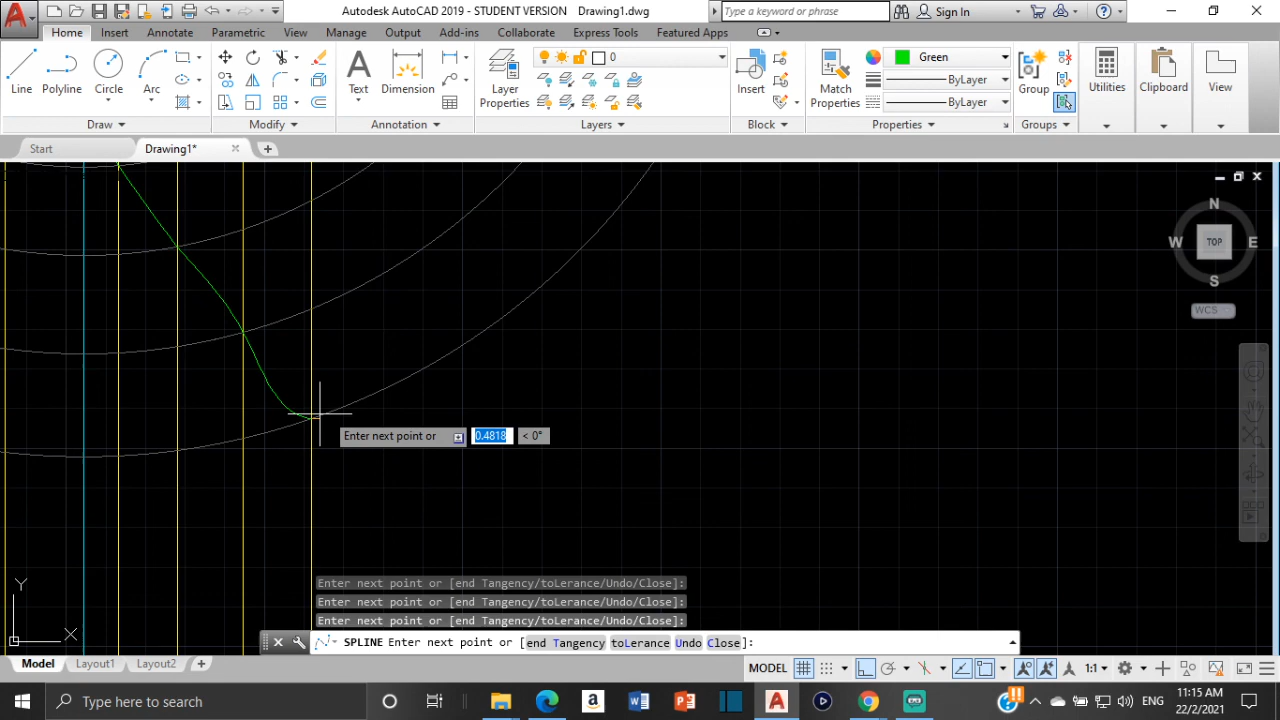 Autodesk AutoCAD 2019 - STUDENT VERSION Drawing1.dwg
Type a keyword or phrase
Sign In
Home Insert Annotate Parametric View Manage Output Add-ins Collaborate Express Tools Featured Apps
Line Polyline Circle Arc
Draw
Modify
Text Dimension
Annotation
Layer Properties
0
Layers
Insert
Block
Match Properties
Green
ByLayer
ByLayer
Properties
Group
Groups
Utilities
Clipboard
View
Start Drawing1*
N
W TOP E
S
WCS
Enter next point or 0.4818 < 0°
Y
X
Enter next point or [end Tangency/toLerance/Undo/Close]:
Enter next point or [end Tangency/toLerance/Undo/Close]:
Enter next point or [end Tangency/toLerance/Undo/Close]:
SPLINE Enter next point or [end Tangency toLerance Undo Close]:
Model Layout1 Layout2
MODEL 1:1
Type here to search
ENG
11:15 AM
22/2/2021